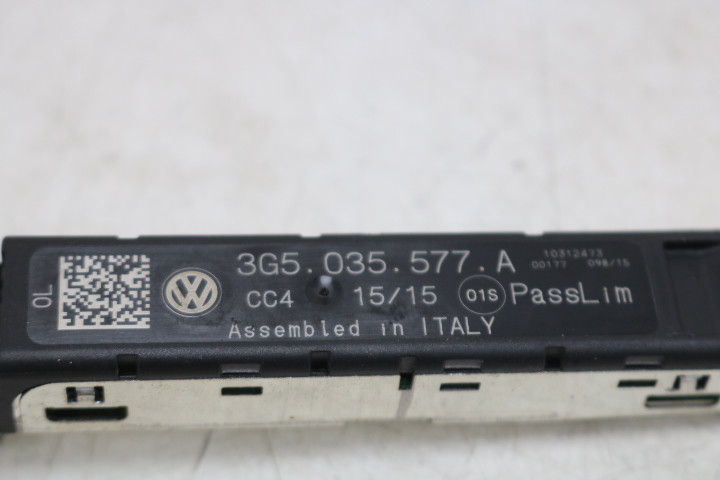 OL
3G5.035.577.A
10312473
00177 098/15
CC4 15/15 01S PassLim
Assembled in ITALY